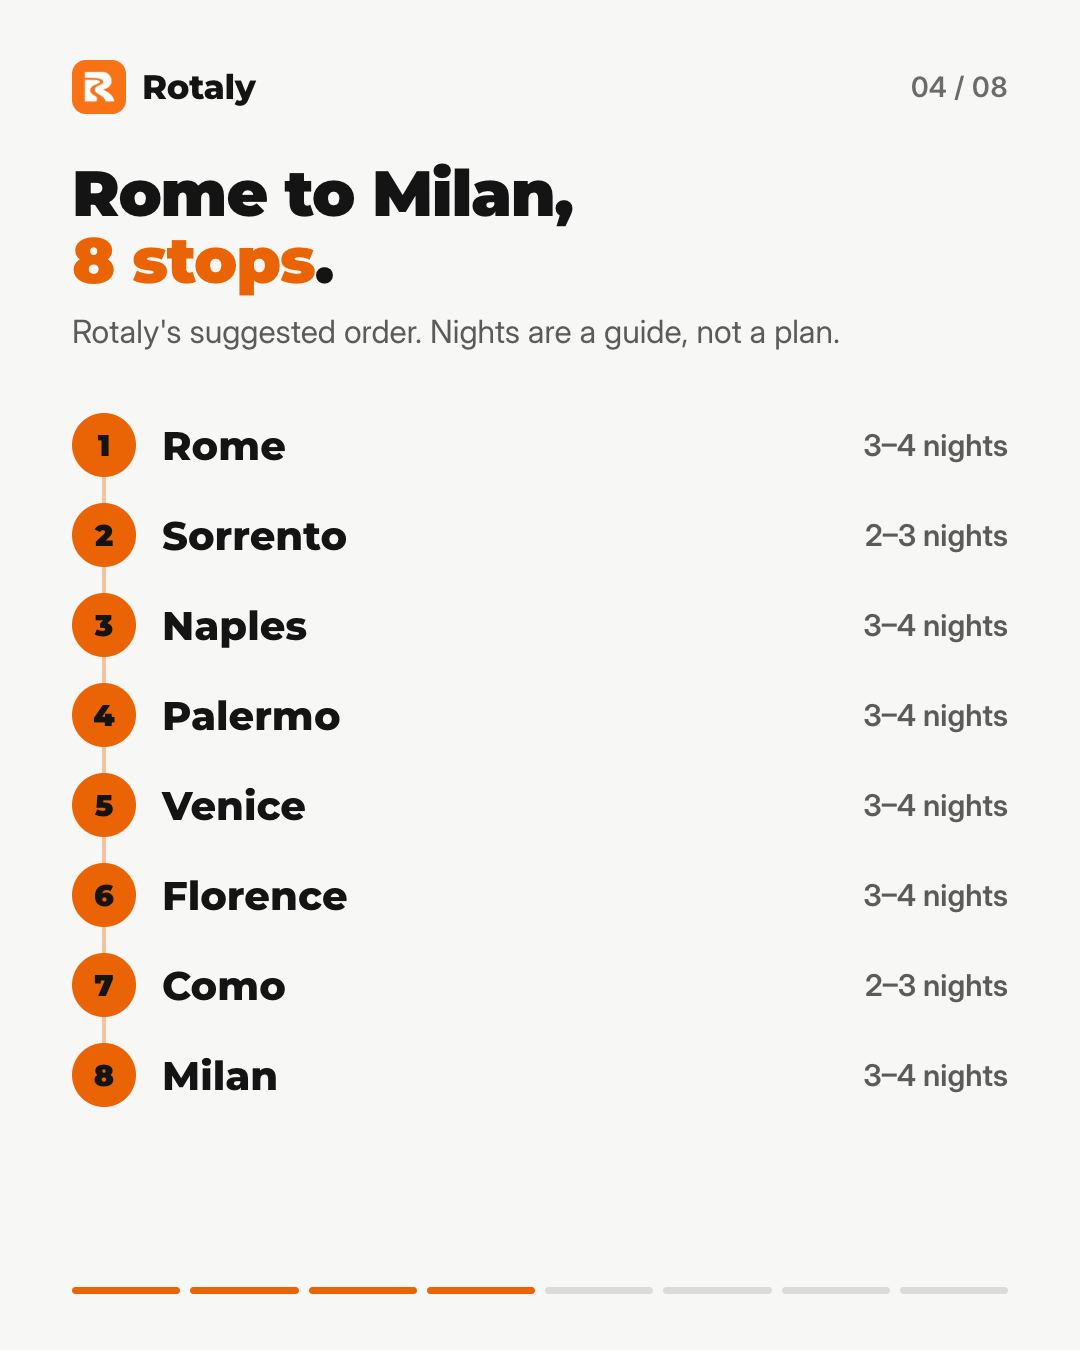 Rotaly
04 / 08
Rome to Milan,
8 stops.
Rotaly's suggested order. Nights are a guide, not a plan.
1 Rome 3–4 nights
2 Sorrento 2–3 nights
3 Naples 3–4 nights
4 Palermo 3–4 nights
5 Venice 3–4 nights
6 Florence 3–4 nights
7 Como 2–3 nights
8 Milan 3–4 nights